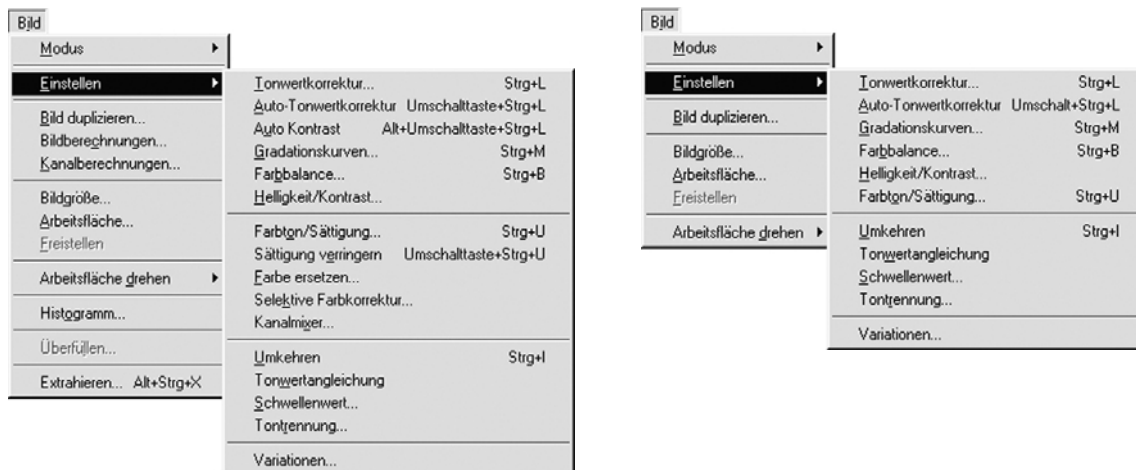 Bild
Modus
Einstellen
Bild duplizieren...
Bildberechnungen...
Kanalberechnungen...
Bildgröße...
Arbeitsfläche...
Freistellen
Arbeitsfläche drehen
Histogramm...
Überfüllen...
Extrahieren... Alt+Strg+X
Tonwertkorrektur... Strg+L
Auto-Tonwertkorrektur Umschalttaste+Strg+L
Auto Kontrast Alt+Umschalttaste+Strg+L
Gradationskurven... Strg+M
Farbbalance... Strg+B
Helligkeit/Kontrast...
Farbton/Sättigung... Strg+U
Sättigung verringern Umschalttaste+Strg+U
Farbe ersetzen...
Selektive Farbkorrektur...
Kanalmixer...
Umkehren Strg+I
Tonwertangleichung
Schwellenwert...
Tontrennung...
Variationen...
Bild
Modus
Einstellen
Bild duplizieren...
Bildgröße...
Arbeitsfläche...
Freistellen
Arbeitsfläche drehen
Tonwertkorrektur... Strg+L
Auto-Tonwertkorrektur Umschalt+Strg+L
Gradationskurven... Strg+M
Farbbalance... Strg+B
Helligkeit/Kontrast...
Farbton/Sättigung... Strg+U
Umkehren Strg+I
Tonwertangleichung
Schwellenwert...
Tontrennung...
Variationen...